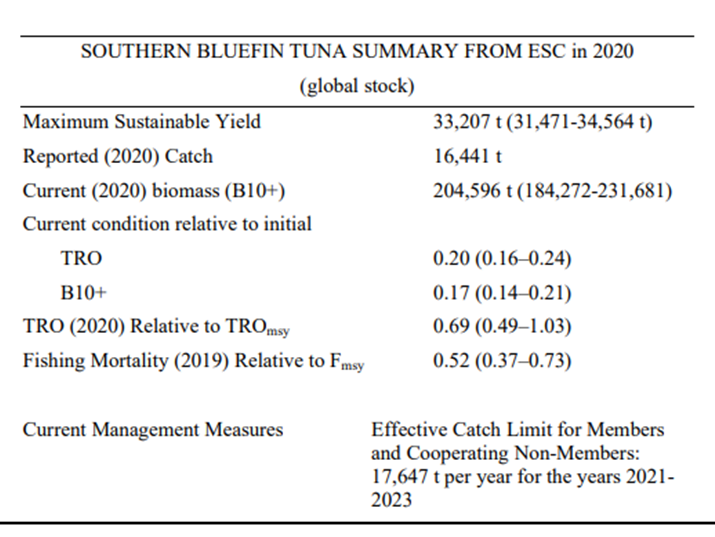 SOUTHERN BLUEFIN TUNA SUMMARY FROM ESC in 2020
(global stock)
Maximum Sustainable Yield 33,207 t (31,471-34,564 t)
Reported (2020) Catch 16,441 t
Current (2020) biomass (B10+) 204,596 t (184,272-231,681)
Current condition relative to initial
TRO 0.20 (0.16–0.24)
B10+ 0.17 (0.14–0.21)
TRO (2020) Relative to TROmsy 0.69 (0.49–1.03)
Fishing Mortality (2019) Relative to Fmsy 0.52 (0.37–0.73)
Current Management Measures Effective Catch Limit for Members
and Cooperating Non-Members:
17,647 t per year for the years 2021-
2023